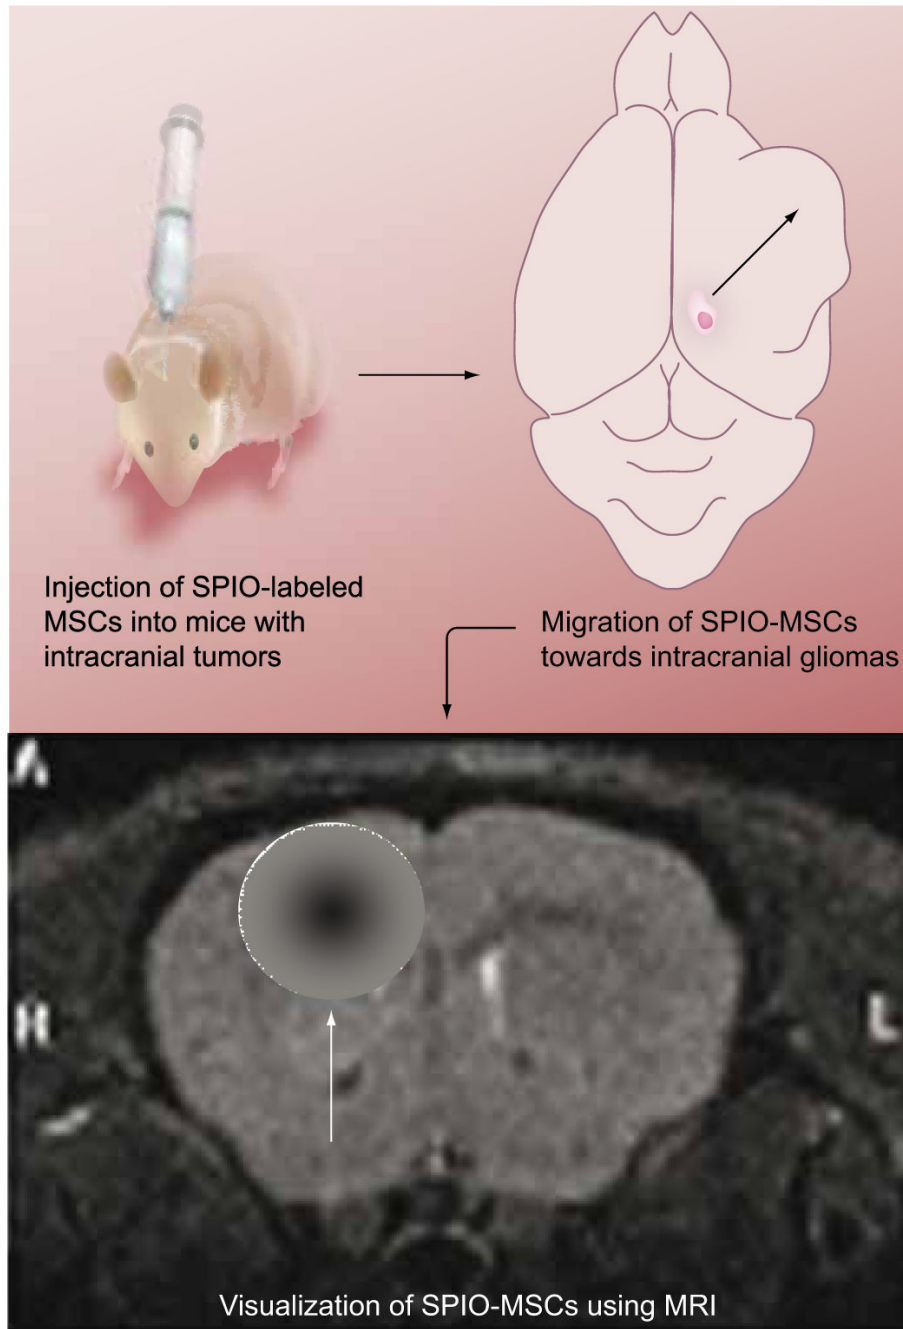 Injection of SPIO-labeled
MSCs into mice with
intracranial tumors
Migration of SPIO-MSCs
towards intracranial gliomas
L
Visualization of SPIO-MSCs using MRI